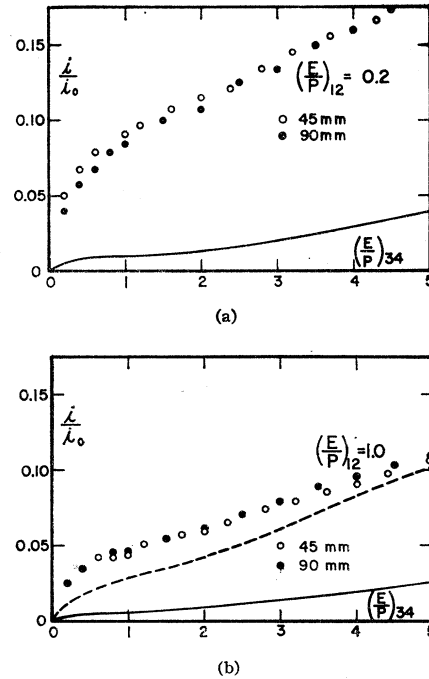 0.15
i/i₀
(E/P)₁₂ = 0.2
0.10
○ 45 mm
● 90 mm
0.05
(E/P)₃₄
0
1 2 3 4 5
(a)
0.15
i/i₀
(E/P)₁₂ = 1.0
0.10
0.05
○ 45 mm
● 90 mm
(E/P)₃₄
0
0 1 2 3 4 5
(b)